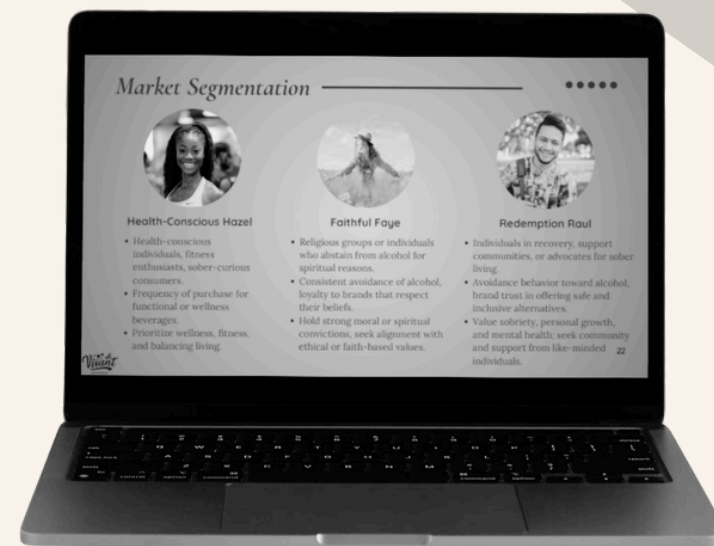 Market Segmentation
Health-Conscious Hazel
• Health-conscious
individuals, fitness
enthusiasts, sober-curious
consumers.
• Frequency of purchase for
functional or wellness
beverages.
• Prioritize wellness, fitness,
and balancing living.
Faithful Faye
• Religious groups or individuals
who abstain from alcohol for
spiritual reasons.
• Consistent avoidance of alcohol,
loyalty to brands that respect
their beliefs.
• Hold strong moral or spiritual
convictions, seek alignment with
ethical or faith-based values.
Redemption Raul
• Individuals in recovery, support
communities, or advocates for sober
living.
• Avoidance behavior toward alcohol,
brand trust in offering safe and
inclusive alternatives.
• Value sobriety, personal growth,
and mental health; seek community
and support from like-minded
individuals.
22
Vivant